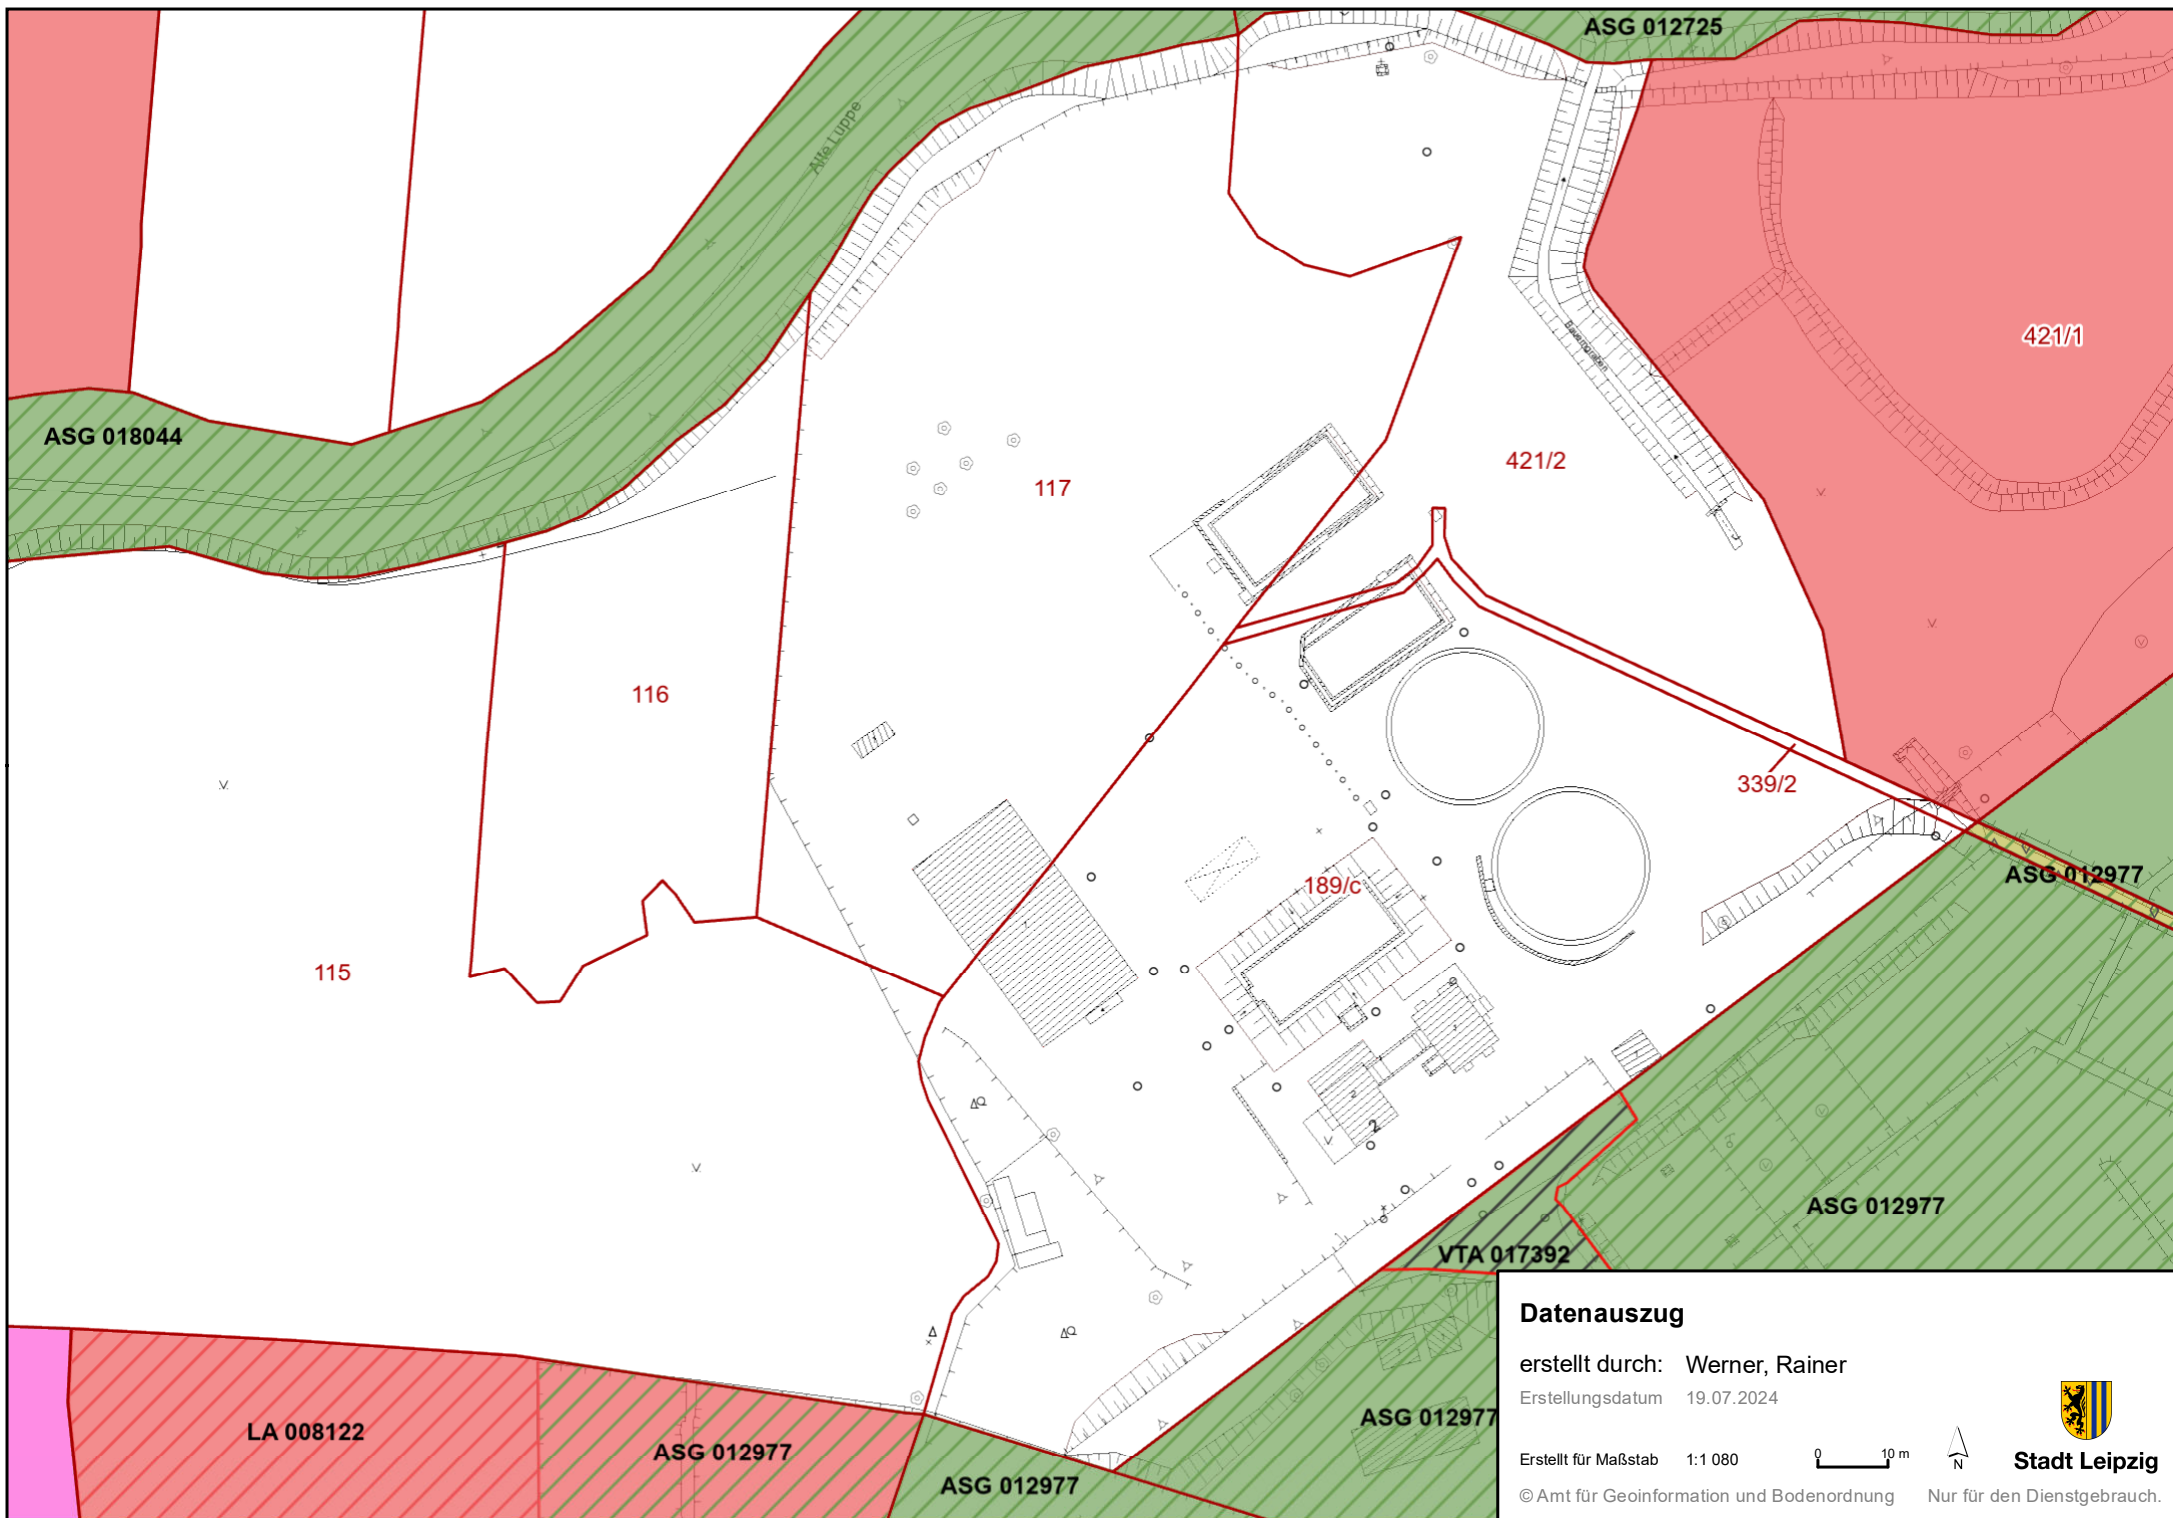 ASG 012725
Alte Luppe
421/1
ASG 018044
421/2
117
Bauerngraben
116
339/2
ASG 012977
189/c
115
2
2
ASG 012977
VTA 017392
LA 008122
ASG 012977
ASG 012977
ASG 012977
Datenauszug
erstellt durch: Werner, Rainer
Erstellungsdatum 19.07.2024
Erstellt für Maßstab 1:1 080
0 10 m
N
Stadt Leipzig
© Amt für Geoinformation und Bodenordnung Nur für den Dienstgebrauch.